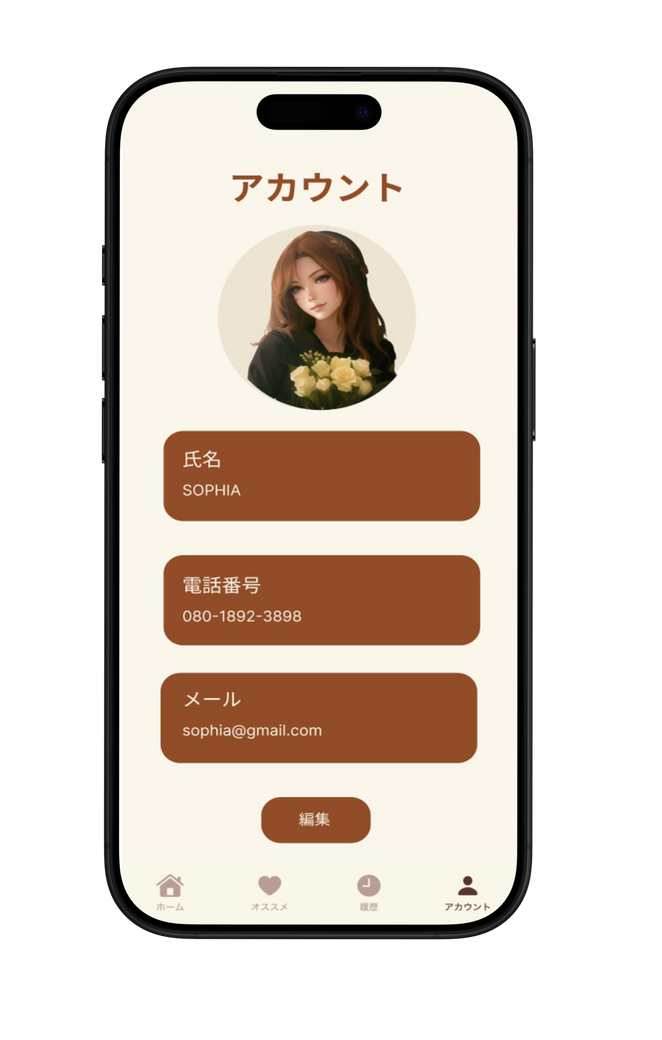 アカウント
氏名
SOPHIA
電話番号
080-1892-3898
メール
sophia@gmail.com
編集
ホーム
オススメ
履歴
アカウント